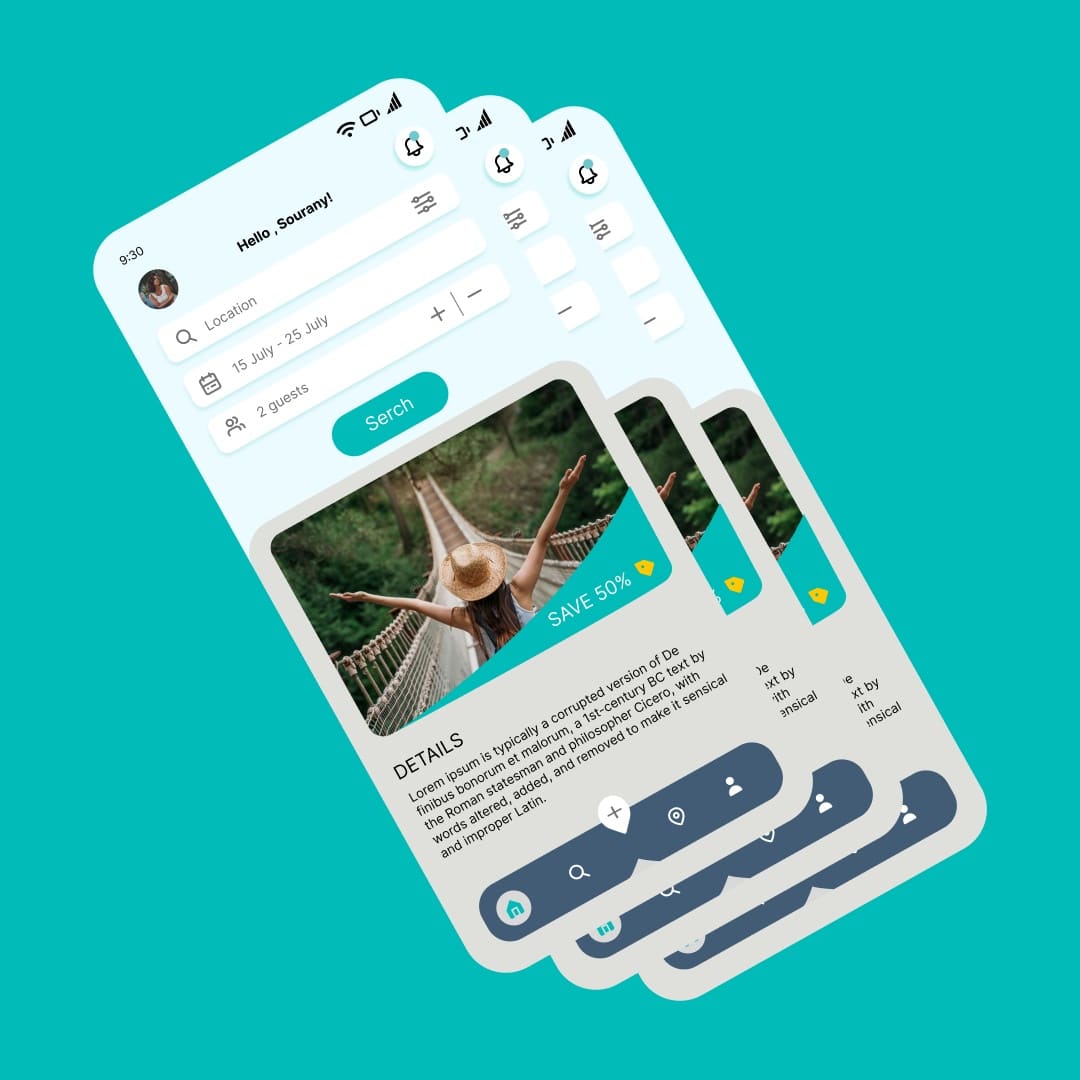 9:30
Hello , Sourany!
Location
15 July - 25 July
2 guests
Serch
SAVE 50%
DETAILS
Lorem ipsum is typically a corrupted version of De
finibus bonorum et malorum, a 1st-century BC text by
the Roman statesman and philosopher Cicero, with
words altered, added, and removed to make it sensical
and improper Latin.
%
De
ext by
ith
ensical
e
xt by
ith
nsical